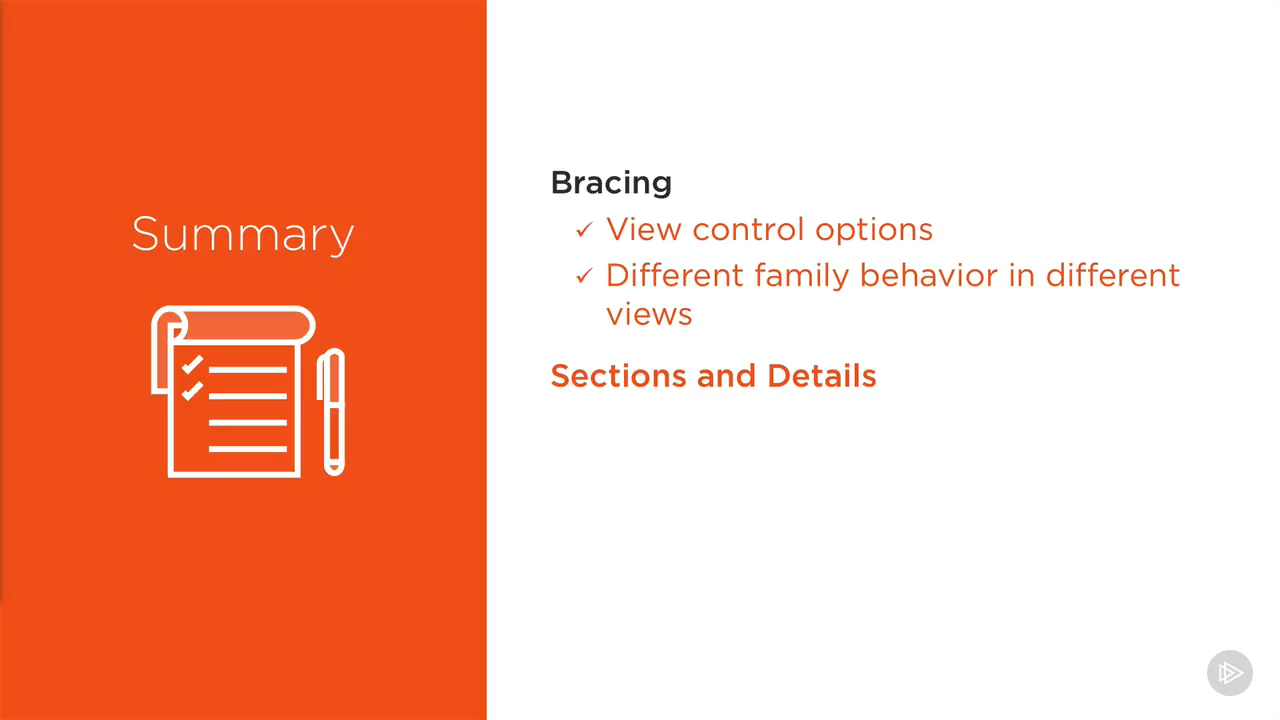 Summary
Bracing
✓ View control options
✓ Different family behavior in different
views
Sections and Details